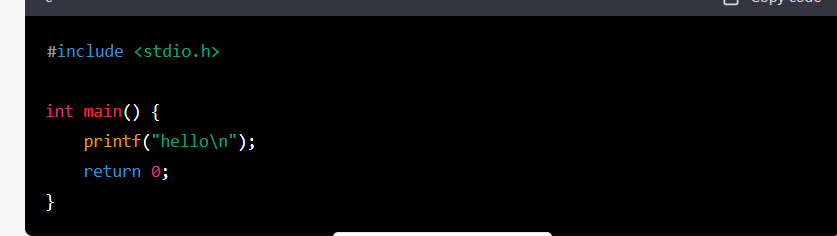 #include <stdio.h>
int main() {
    printf("hello\n");
    return 0;
}